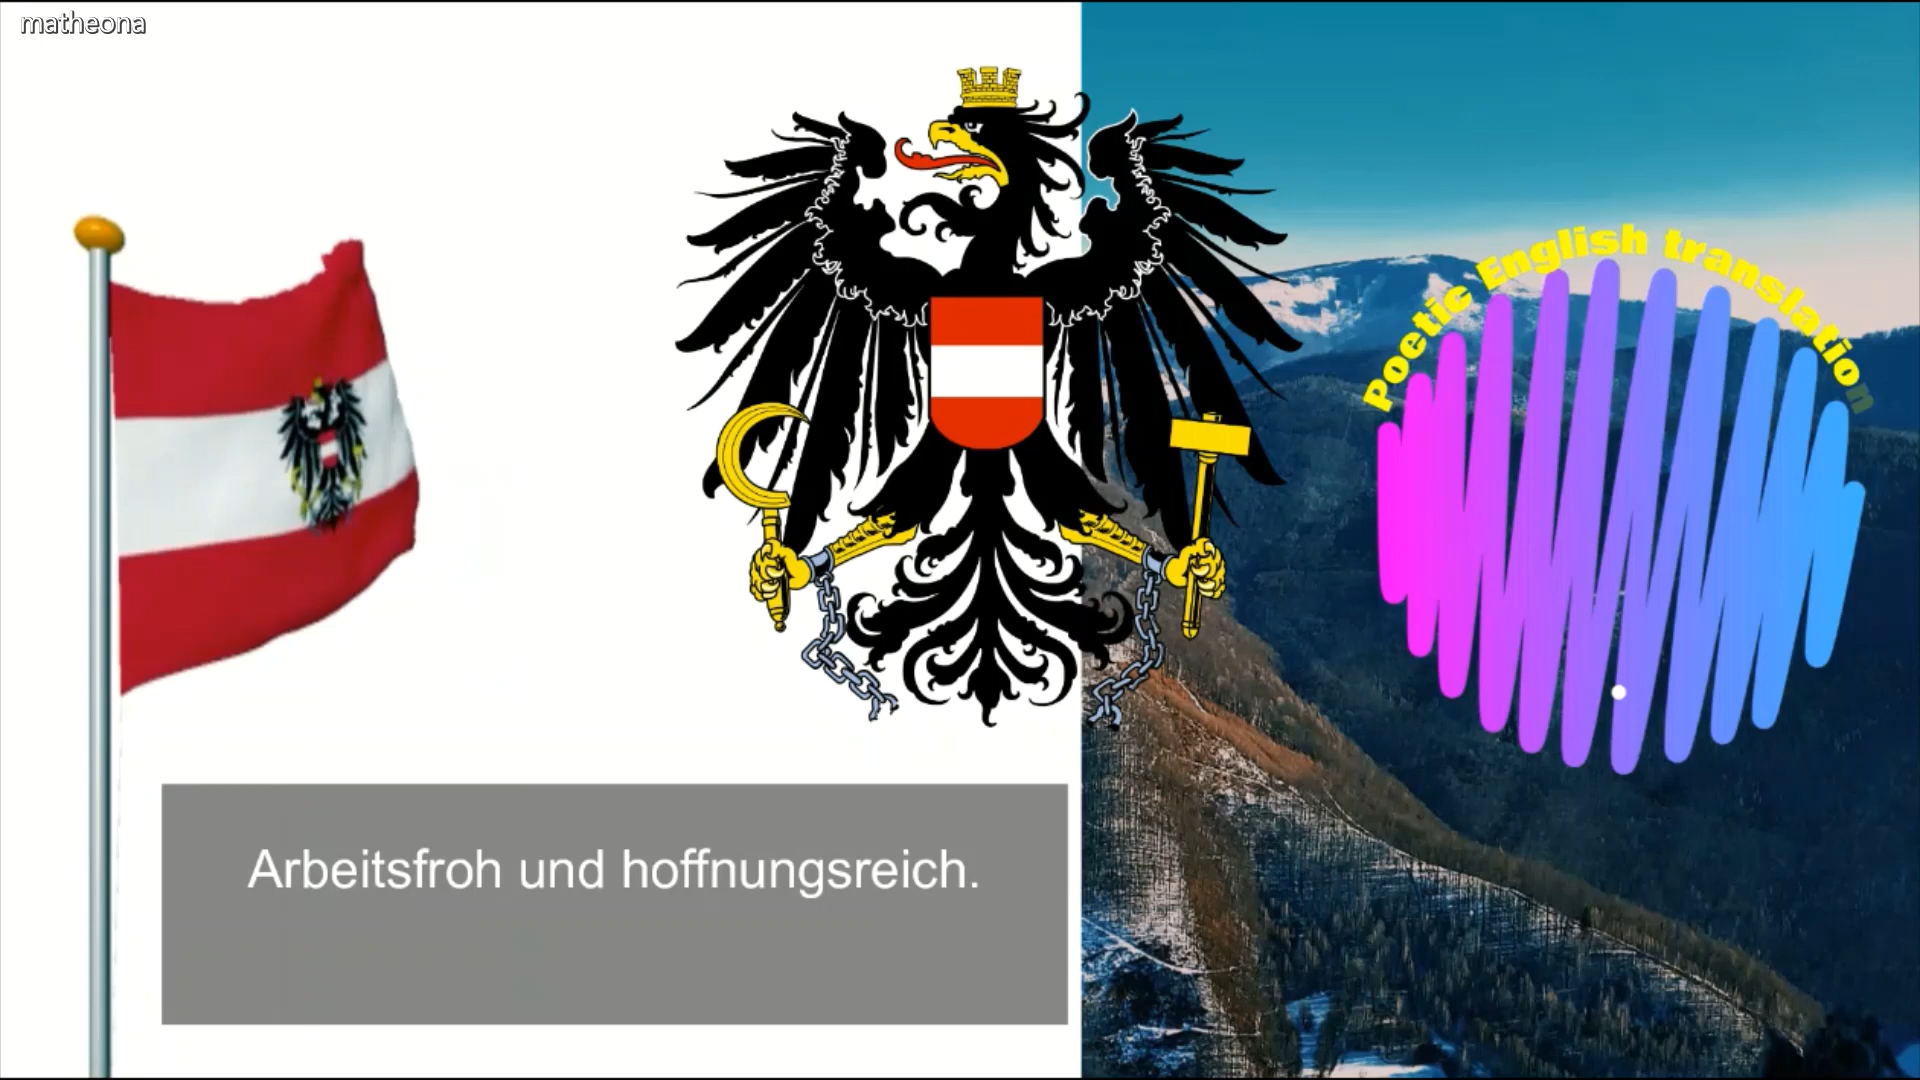 matheona
Poetic English translation
Arbeitsfroh und hoffnungsreich.